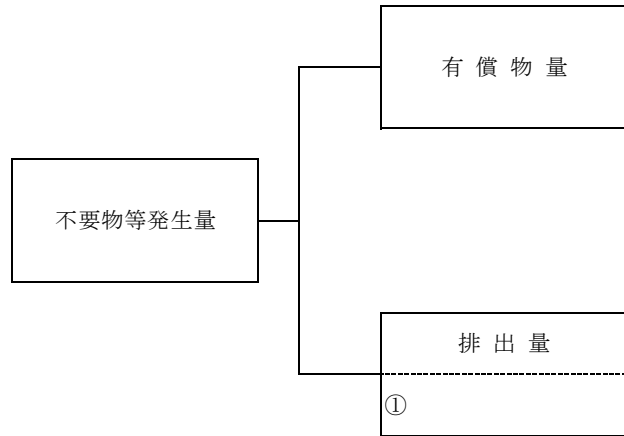 有償物量
不要物等発生量
排出量
①